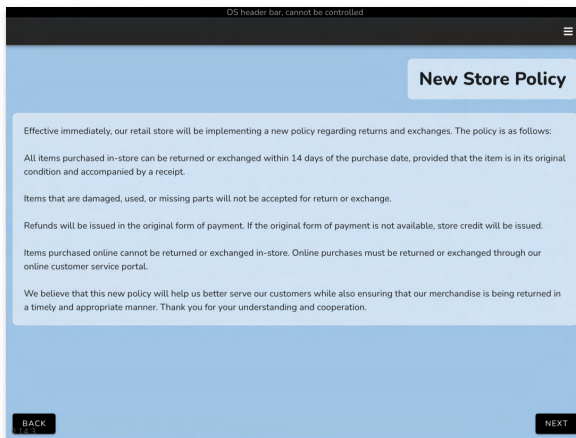 OS header bar, cannot be controlled
New Store Policy
Effective immediately, our retail store will be implementing a new policy regarding returns and exchanges. The policy is as follows:
All items purchased in-store can be returned or exchanged within 14 days of the purchase date, provided that the item is in its original
condition and accompanied by a receipt.
Items that are damaged, used, or missing parts will not be accepted for return or exchange.
Refunds will be issued in the original form of payment. If the original form of payment is not available, store credit will be issued.
Items purchased online cannot be returned or exchanged in-store. Online purchases must be returned or exchanged through our
online customer service portal.
We believe that this new policy will help us better serve our customers while also ensuring that our merchandise is being returned in
a timely and appropriate manner. Thank you for your understanding and cooperation.
BACK
NEXT